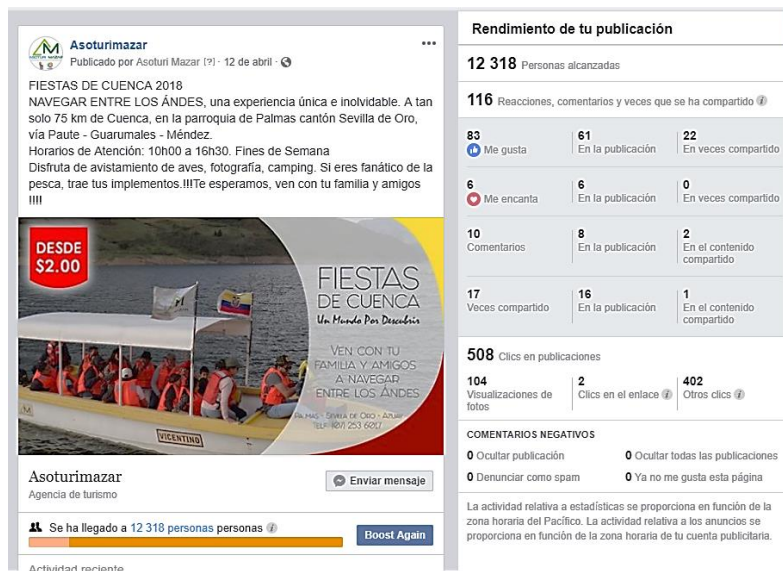 Asoturimazar
Publicado por Asoturi Mazar [?] · 12 de abril ·
FIESTAS DE CUENCA 2018
NAVEGAR ENTRE LOS ÁNDES, una experiencia única e inolvidable. A tan
solo 75 km de Cuenca, en la parroquia de Palmas cantón Sevilla de Oro,
vía Paute - Guarumales - Méndez.
Horarios de Atención: 10h00 a 16h30. Fines de Semana
Disfruta de avistamiento de aves, fotografía, camping. Si eres fanático de la
pesca, trae tus implementos.!!!Te esperamos, ven con tu familia y amigos
!!!!
DESDE
$2.00
FIESTAS
DE CUENCA
Un Mundo Por Descubrir
VEN CON TU
FAMILIA Y AMIGOS
A NAVEGAR
ENTRE LOS ÁNDES
PALMAS - SEVILLA DE ORO - AZUAY
TELF: (07) 253 6017
VICENTINO
Asoturimazar
Agencia de turismo
Enviar mensaje
Se ha llegado a 12 318 personas personas
Boost Again
Actividad reciente
Rendimiento de tu publicación
12 318 Personas alcanzadas
116 Reacciones, comentarios y veces que se ha compartido
83 61 22
Me gusta En la publicación En veces compartido
6 6 0
Me encanta En la publicación En veces compartido
10 8 2
Comentarios En la publicación En el contenido
compartido
17 16 1
Veces compartido En la publicación En el contenido
compartido
508 Clics en publicaciones
104 2 402
Visualizaciones de Clics en el enlace Otros clics
fotos
COMENTARIOS NEGATIVOS
0 Ocultar publicación 0 Ocultar todas las publicaciones
0 Denunciar como spam 0 Ya no me gusta esta página
La actividad relativa a estadísticas se proporciona en función de la
zona horaria del Pacífico. La actividad relativa a los anuncios se
proporciona en función de la zona horaria de tu cuenta publicitaria.